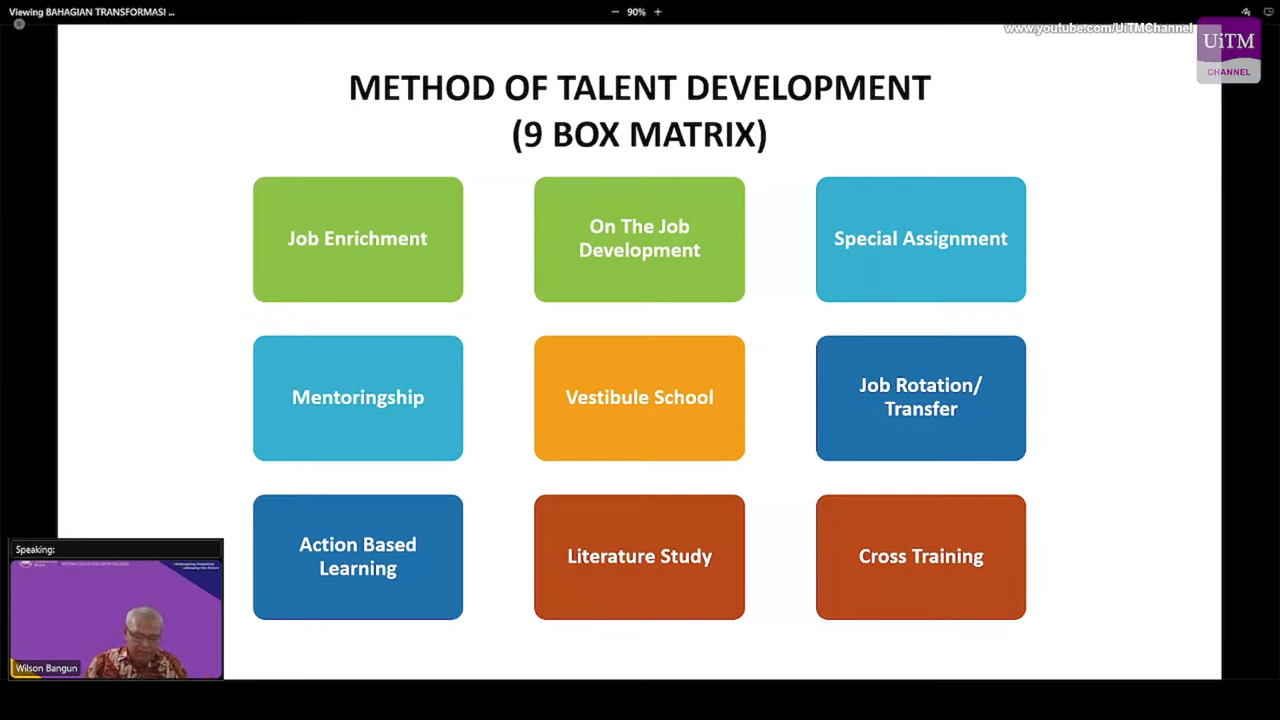 Viewing BAHAGIAN TRANSFORMASI ...
90%
www.youtube.com/UiTMChannel
UiTM
CHANNEL
METHOD OF TALENT DEVELOPMENT
(9 BOX MATRIX)
Job Enrichment
On The Job
Development
Special Assignment
Mentoringship
Vestibule School
Job Rotation/
Transfer
Action Based
Learning
Literature Study
Cross Training
Speaking:
Wilson Bangun